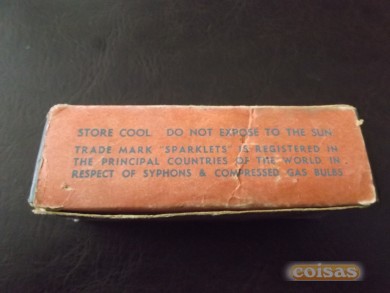 STORE COOL. DO NOT EXPOSE TO THE SUN.
TRADE MARK "SPARKLETS" IS REGISTERED IN
THE PRINCIPAL COUNTRIES OF THE WORLD IN
RESPECT OF SYPHONS & COMPRESSED GAS BULBS
coisas